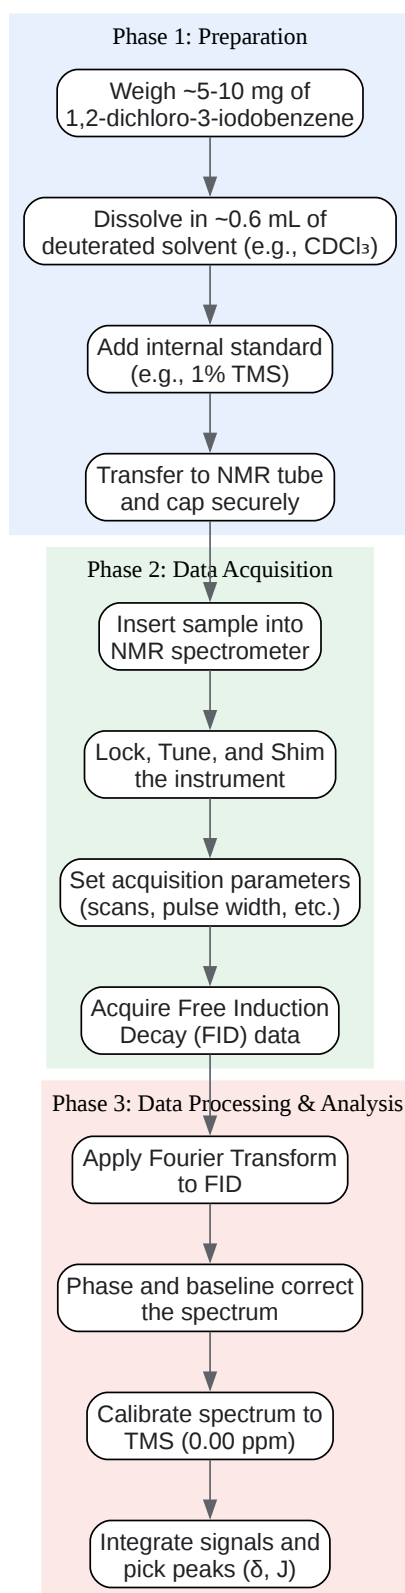 Phase 1: Preparation
Weigh ~5-10 mg of
1,2-dichloro-3-iodobenzene
Dissolve in ~0.6 mL of
deuterated solvent (e.g., CDCl₃)
Add internal standard
(e.g., 1% TMS)
Transfer to NMR tube
and cap securely
Phase 2: Data Acquisition
Insert sample into
NMR spectrometer
Lock, Tune, and Shim
the instrument
Set acquisition parameters
(scans, pulse width, etc.)
Acquire Free Induction
Decay (FID) data
Phase 3: Data Processing & Analysis
Apply Fourier Transform
to FID
Phase and baseline correct
the spectrum
Calibrate spectrum to
TMS (0.00 ppm)
Integrate signals and
pick peaks (δ, J)